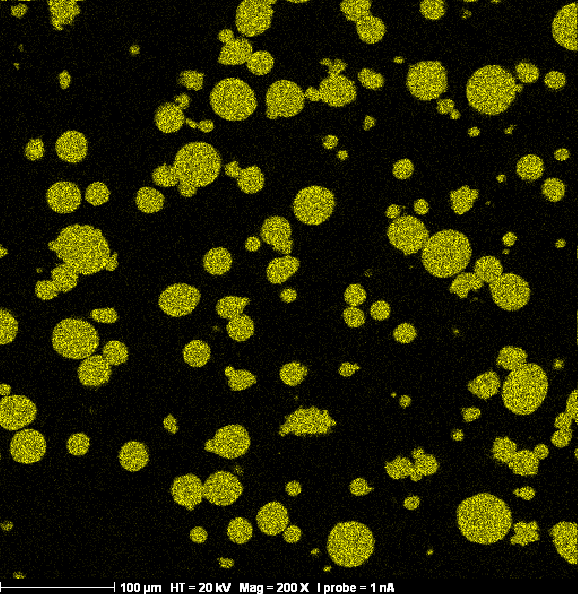 100 µm HT = 20 kV Mag = 200 X I probe = 1 nA